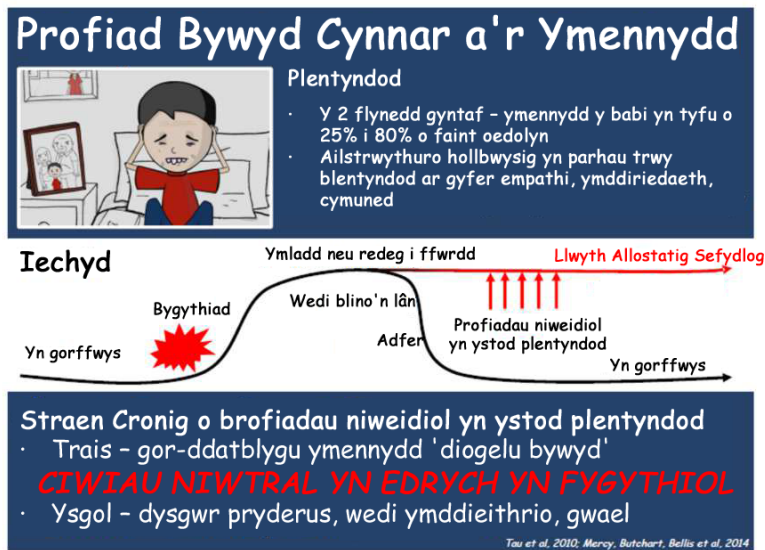 Profiad Bywyd Cynnar a'r Ymennydd
Plentyndod
· Y 2 flynedd gyntaf – ymennydd y babi yn tyfu o
25% i 80% o faint oedolyn
· Ailstrwythuro hollbwysig yn parhau trwy
blentyndod ar gyfer empathi, ymddiriedaeth,
cymuned
Iechyd
Ymladd neu redeg i ffwrdd
Llwyth Allostatig Sefydlog
Bygythiad
Wedi blino'n lân
Adfer
Profiadau niweidiol
yn ystod plentyndod
Yn gorffwys
Yn gorffwys
Straen Cronig o brofiadau niweidiol yn ystod plentyndod
· Trais – gor-ddatblygu ymennydd 'diogelu bywyd'
CIWIAU NIWTRAL YN EDRYCH YN FYGYTHIOL
· Ysgol – dysgwr pryderus, wedi ymddieithrio, gwael
Tau et al, 2010; Mercy, Butchart, Bellis et al, 2014